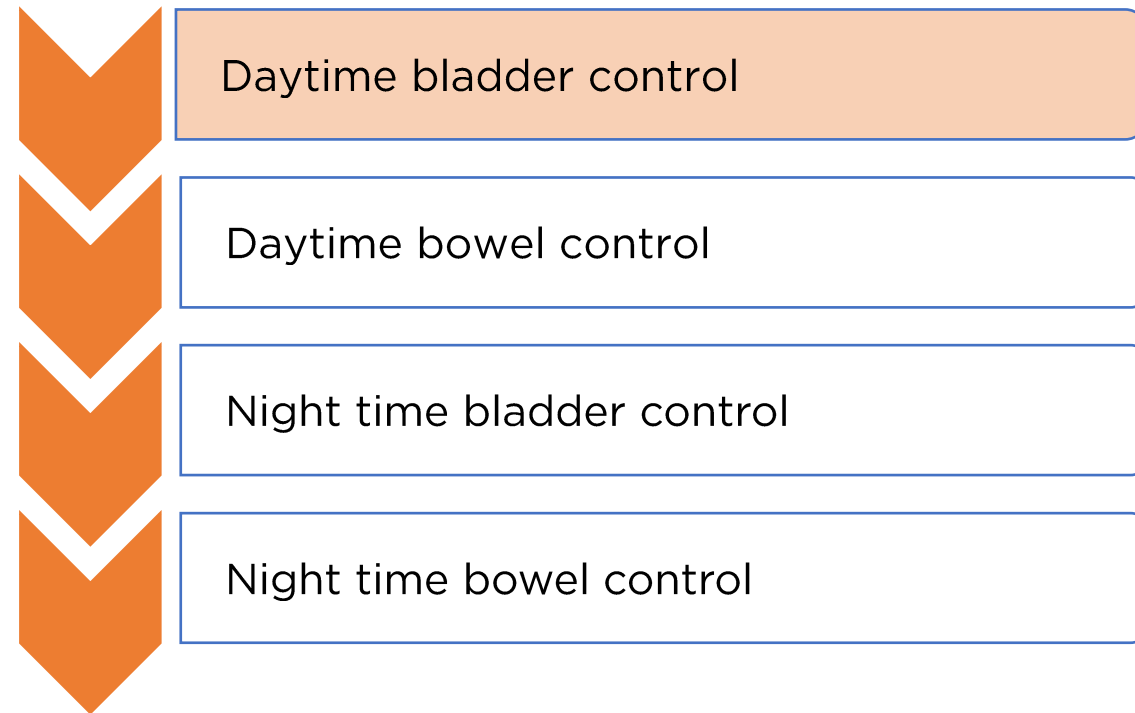 Daytime bladder control
Daytime bowel control
Night time bladder control
Night time bowel control